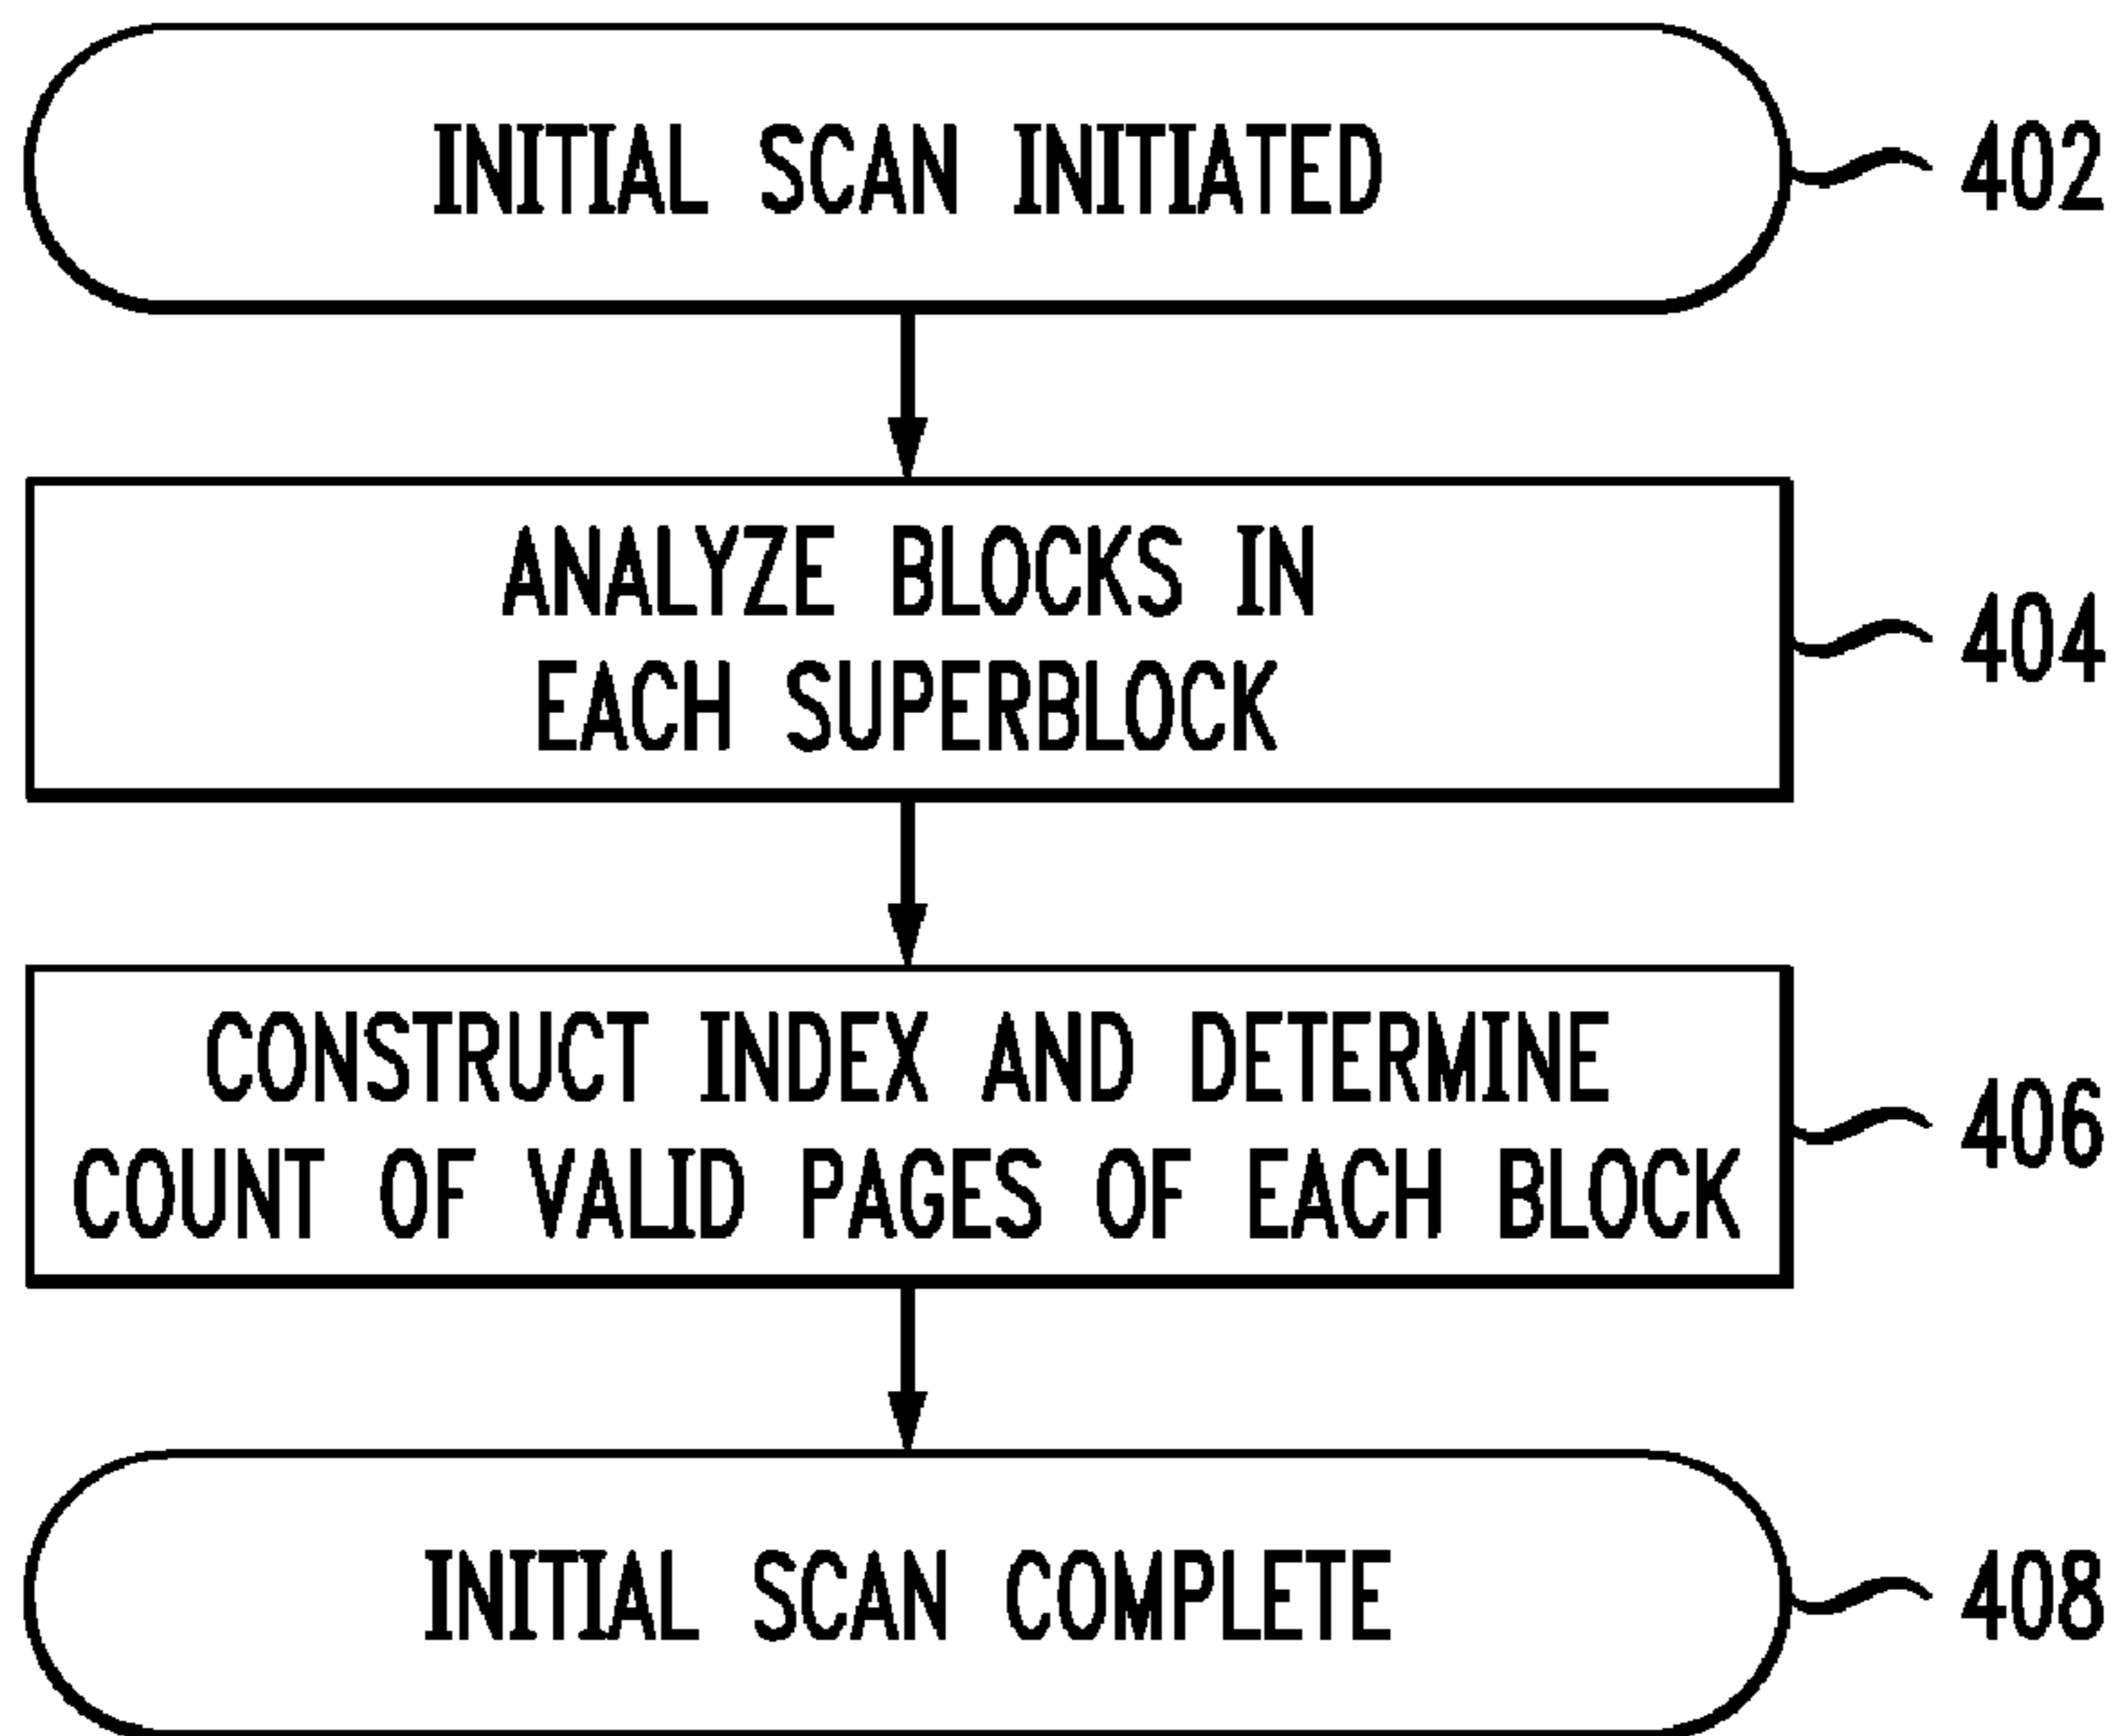 INITIAL SCAN INITIATED
402
ANALYZE BLOCKS IN
EACH SUPERBLOCK
404
CONSTRUCT INDEX AND DETERMINE
COUNT OF VALID PAGES OF EACH BLOCK
406
INITIAL SCAN COMPLETE
408